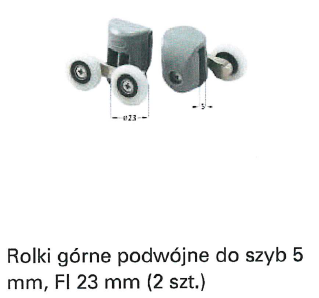 ø23
5
Rolki górne podwójne do szyb 5
mm, FI 23 mm (2 szt.)